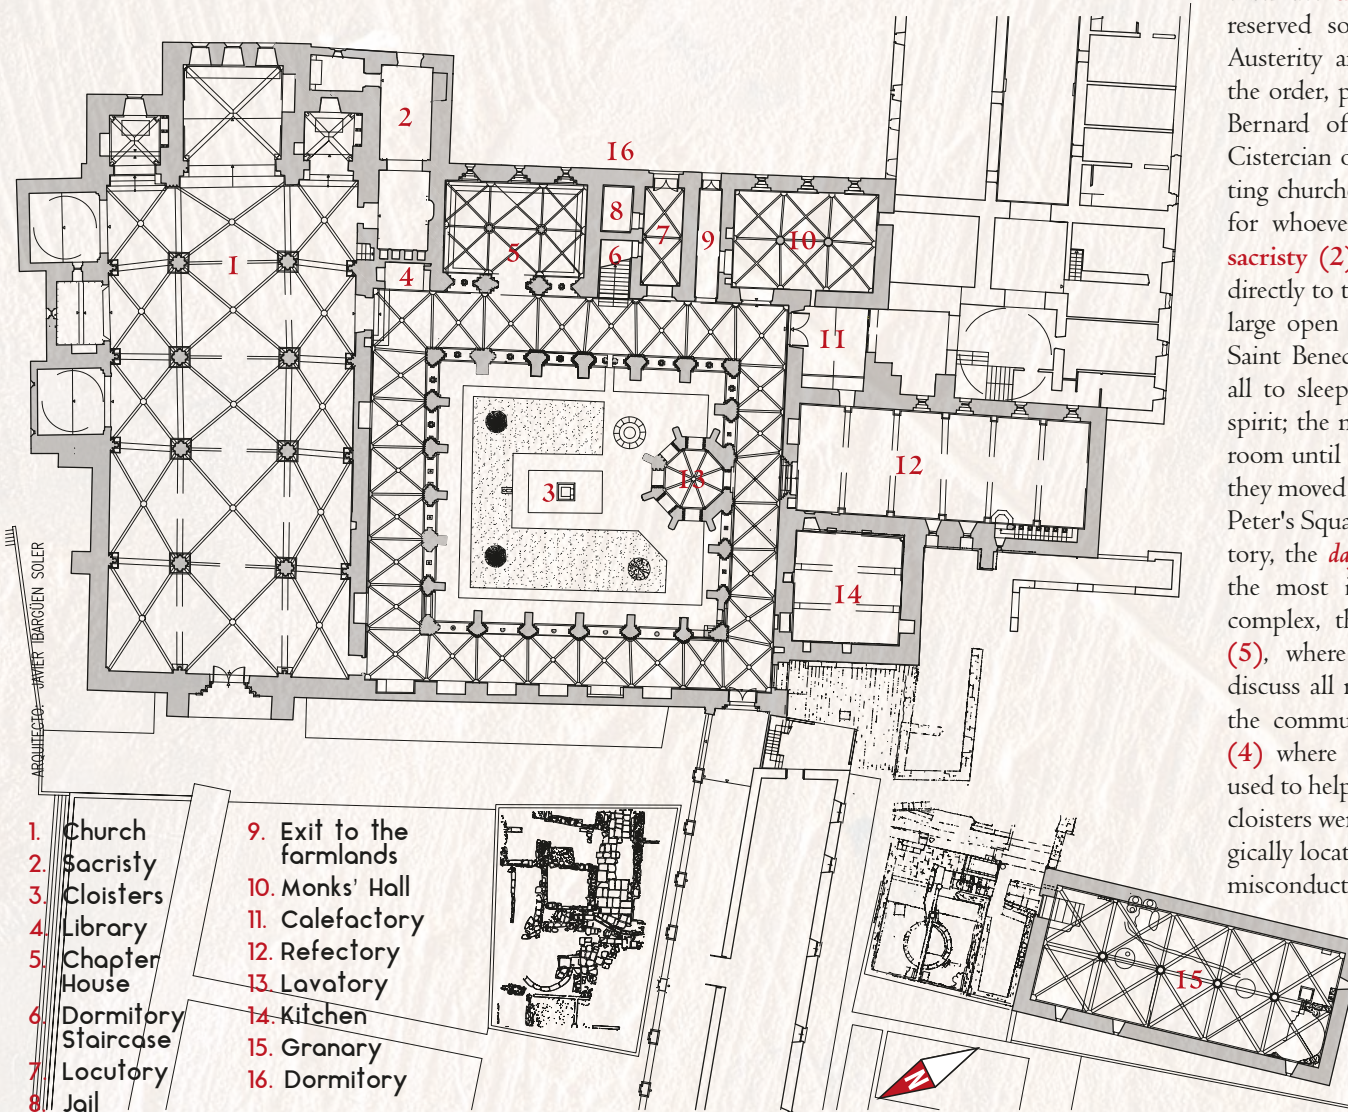 1
2
16
8
7
9
10
5
6
4
11
12
3
13
14
15
N
ARQUITECTO: JAVIER IBARGÜEN SOLER
1. Church
2. Sacristy
3. Cloisters
4. Library
5. Chapter
House
6. Dormitory
Staircase
7. Locutory
8. Jail
9. Exit to the
farmlands
10. Monks' Hall
11. Calefactory
12. Refectory
13. Lavatory
14. Kitchen
15. Granary
16. Dormitory
reserved so
Austerity a
the order, p
Bernard of
Cistercian o
ting churche
for whoeve
sacristy (2)
directly to t
large open
Saint Bened
all to sleep
spirit; the m
room until
they moved
Peter's Squa
tory, the da
the most i
complex, th
(5), where
discuss all r
the commu
(4) where
used to help
cloisters wer
gically locat
misconduct